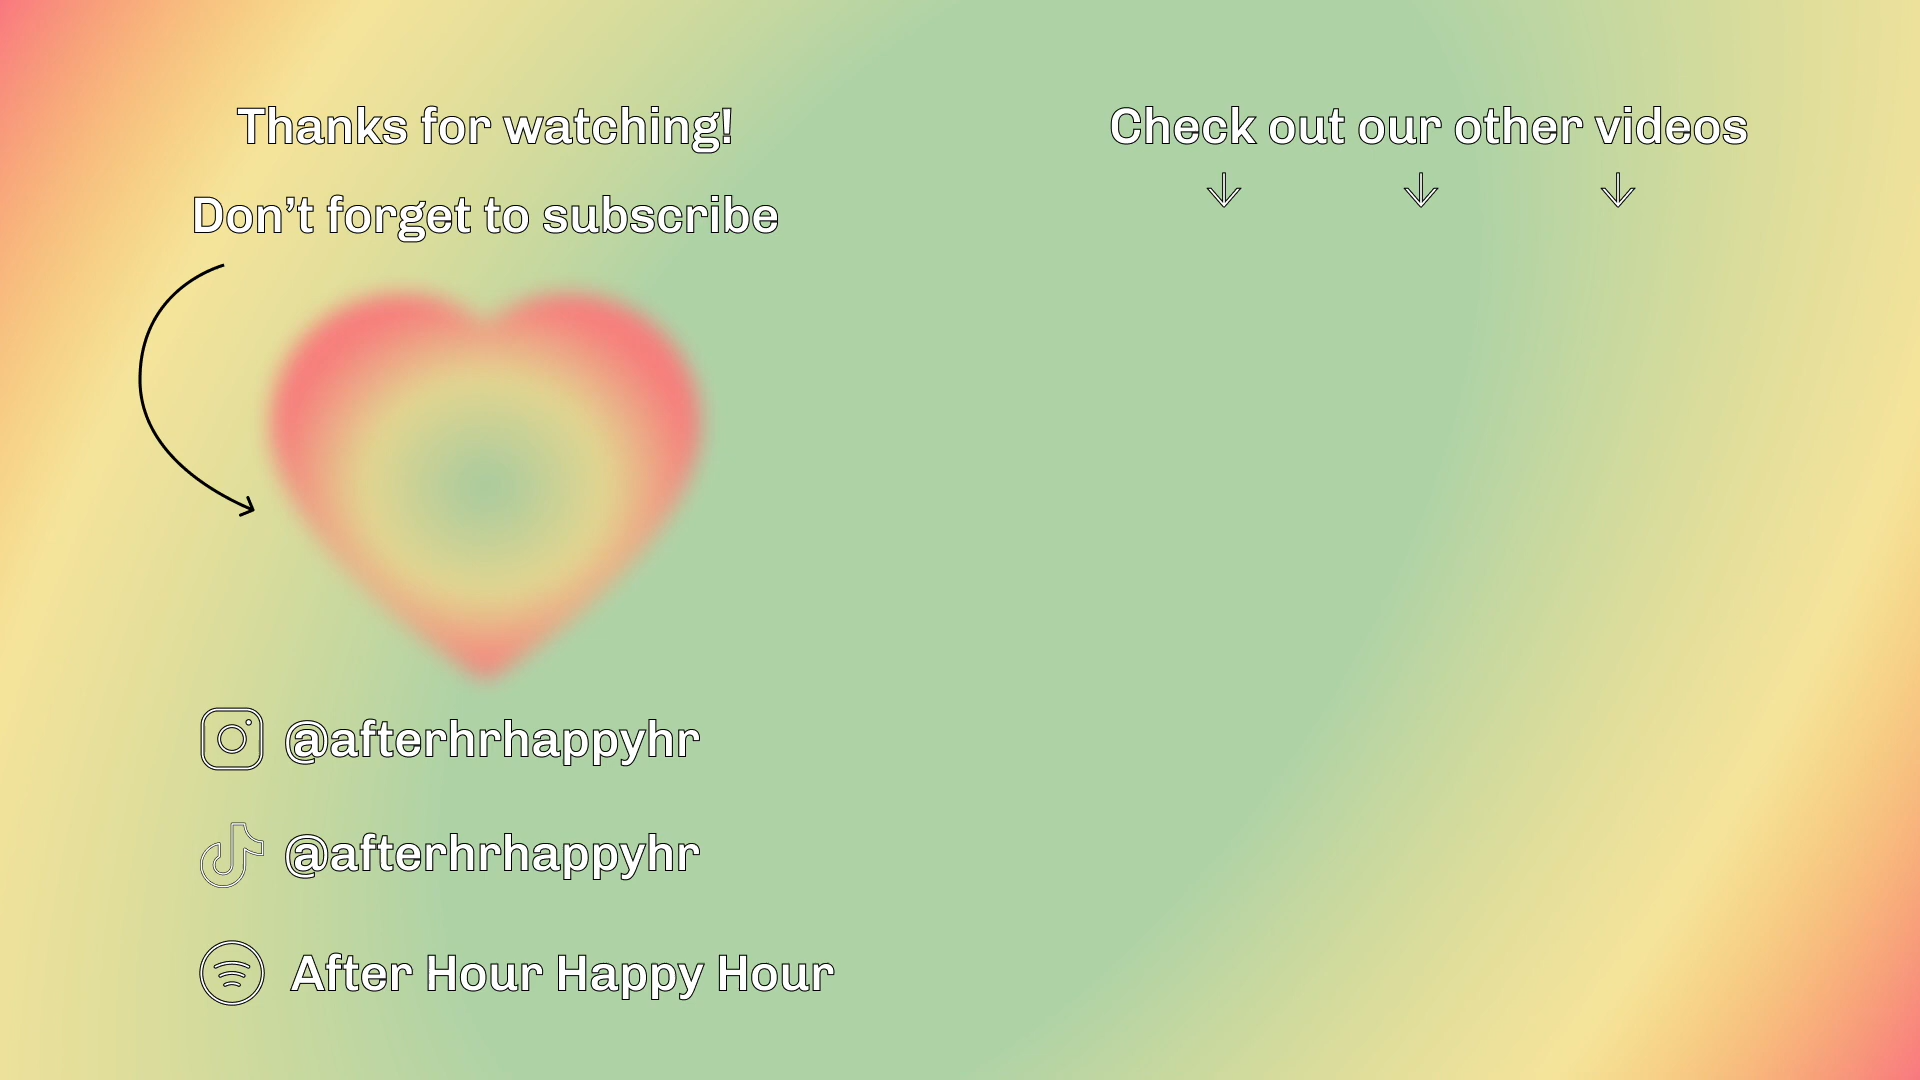 Thanks for watching!
Don’t forget to subscribe
@afterhrhappyhr
@afterhrhappyhr
After Hour Happy Hour
Check out our other videos